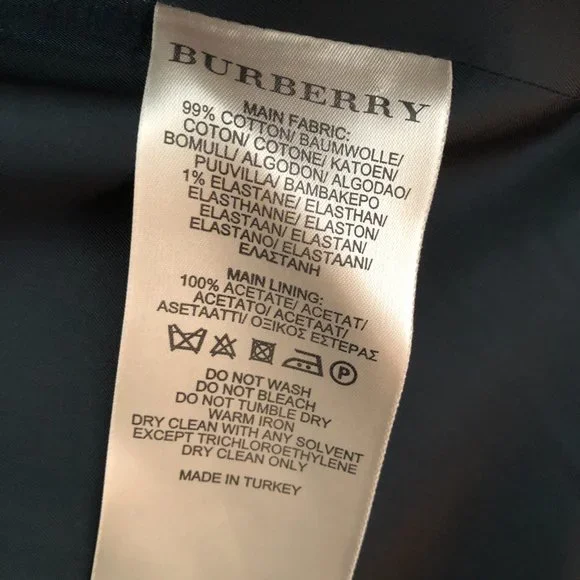 BURBERRY
MAIN FABRIC:
99% COTTON/ BAUMWOLLE/
COTON/ COTONE/ KATOEN/
BOMULL/ ALGODÓN/ ALGODAO/
PUUVILLA/ BAMBAKEPO
1% ELASTANE/ ELASTHAN/
ELASTHANNE/ ELASTON
ELASTAAN/ ELASTAN/
ELASTANO/ ELASTAANI/
ΕΛΑΣΤΑΝΗ
MAIN LINING:
100% ACETATE/ ACETAT/
ACETATO/ ACETAAT/
ASETAATTI/ ΟΞΙΚΟΣ ΕΣΤΕΡΑΣ
P
DO NOT WASH
DO NOT BLEACH
DO NOT TUMBLE DRY
WARM IRON
DRY CLEAN WITH ANY SOLVENT
EXCEPT TRICHLOROETHYLENE
DRY CLEAN ONLY
MADE IN TURKEY